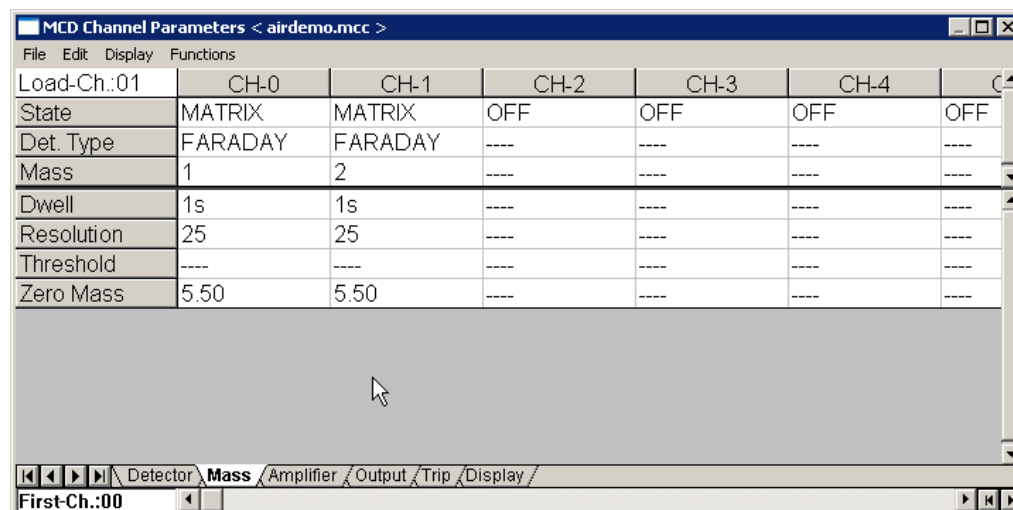 MCD Channel Parameters < airdemo.mcc >
File Edit Display Functions
Load-Ch.:01 CH-0 CH-1 CH-2 CH-3 CH-4
State MATRIX MATRIX OFF OFF OFF OFF
Det. Type FARADAY FARADAY ---- ---- ---- ----
Mass 1 2 ---- ---- ---- ----
Dwell 1s 1s ---- ---- ---- ----
Resolution 25 25 ---- ---- ---- ----
Threshold ---- ---- ---- ---- ---- ----
Zero Mass 5.50 5.50 ---- ---- ---- ----
Detector Mass Amplifier Output Trip Display
First-Ch.:00